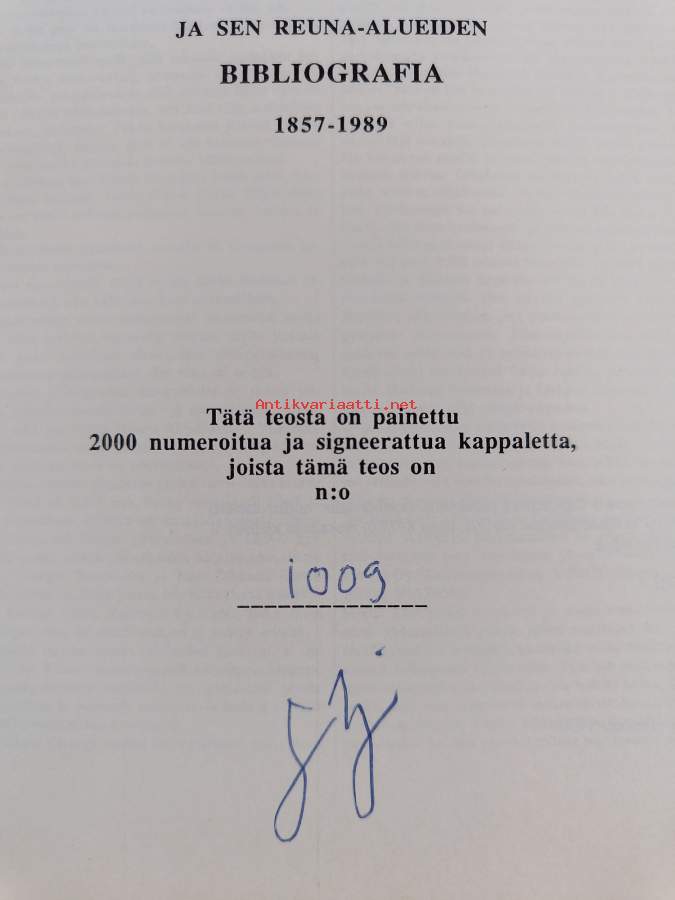 JA SEN REUNA-ALUEIDEN
BIBLIOGRAFIA
1857-1989
Antikvariaatti.net
Tätä teosta on painettu
2000 numeroitua ja signeerattua kappaletta,
joista tämä teos on
n:o
1009